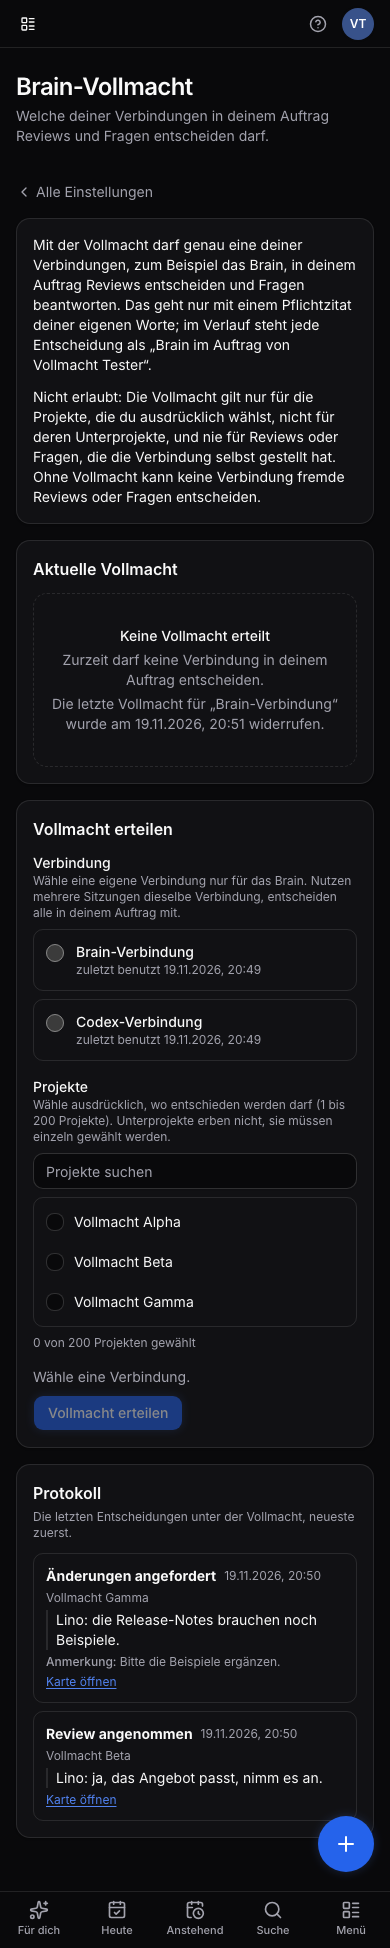 VT
Brain-Vollmacht
Welche deiner Verbindungen in deinem Auftrag
Reviews und Fragen entscheiden darf.
Alle Einstellungen
Mit der Vollmacht darf genau eine deiner
Verbindungen, zum Beispiel das Brain, in deinem
Auftrag Reviews entscheiden und Fragen
beantworten. Das geht nur mit einem Pflichtzitat
deiner eigenen Worte; im Verlauf steht jede
Entscheidung als „Brain im Auftrag von
Vollmacht Tester“.
Nicht erlaubt: Die Vollmacht gilt nur für die
Projekte, die du ausdrücklich wählst, nicht für
deren Unterprojekte, und nie für Reviews oder
Fragen, die die Verbindung selbst gestellt hat.
Ohne Vollmacht kann keine Verbindung fremde
Reviews oder Fragen entscheiden.
Aktuelle Vollmacht
Keine Vollmacht erteilt
Zurzeit darf keine Verbindung in deinem
Auftrag entscheiden.
Die letzte Vollmacht für „Brain-Verbindung“
wurde am 19.11.2026, 20:51 widerrufen.
Vollmacht erteilen
Verbindung
Wähle eine eigene Verbindung nur für das Brain. Nutzen
mehrere Sitzungen dieselbe Verbindung, entscheiden
alle in deinem Auftrag mit.
Brain-Verbindung
zuletzt benutzt 19.11.2026, 20:49
Codex-Verbindung
zuletzt benutzt 19.11.2026, 20:49
Projekte
Wähle ausdrücklich, wo entschieden werden darf (1 bis
200 Projekte). Unterprojekte erben nicht, sie müssen
einzeln gewählt werden.
Projekte suchen
Vollmacht Alpha
Vollmacht Beta
Vollmacht Gamma
0 von 200 Projekten gewählt
Wähle eine Verbindung.
Vollmacht erteilen
Protokoll
Die letzten Entscheidungen unter der Vollmacht, neueste
zuerst.
Änderungen angefordert 19.11.2026, 20:50
Vollmacht Gamma
Lino: die Release-Notes brauchen noch
Beispiele.
Anmerkung: Bitte die Beispiele ergänzen.
Karte öffnen
Review angenommen 19.11.2026, 20:50
Vollmacht Beta
Lino: ja, das Angebot passt, nimm es an.
Karte öffnen
Für dich Heute Anstehend Suche Menü